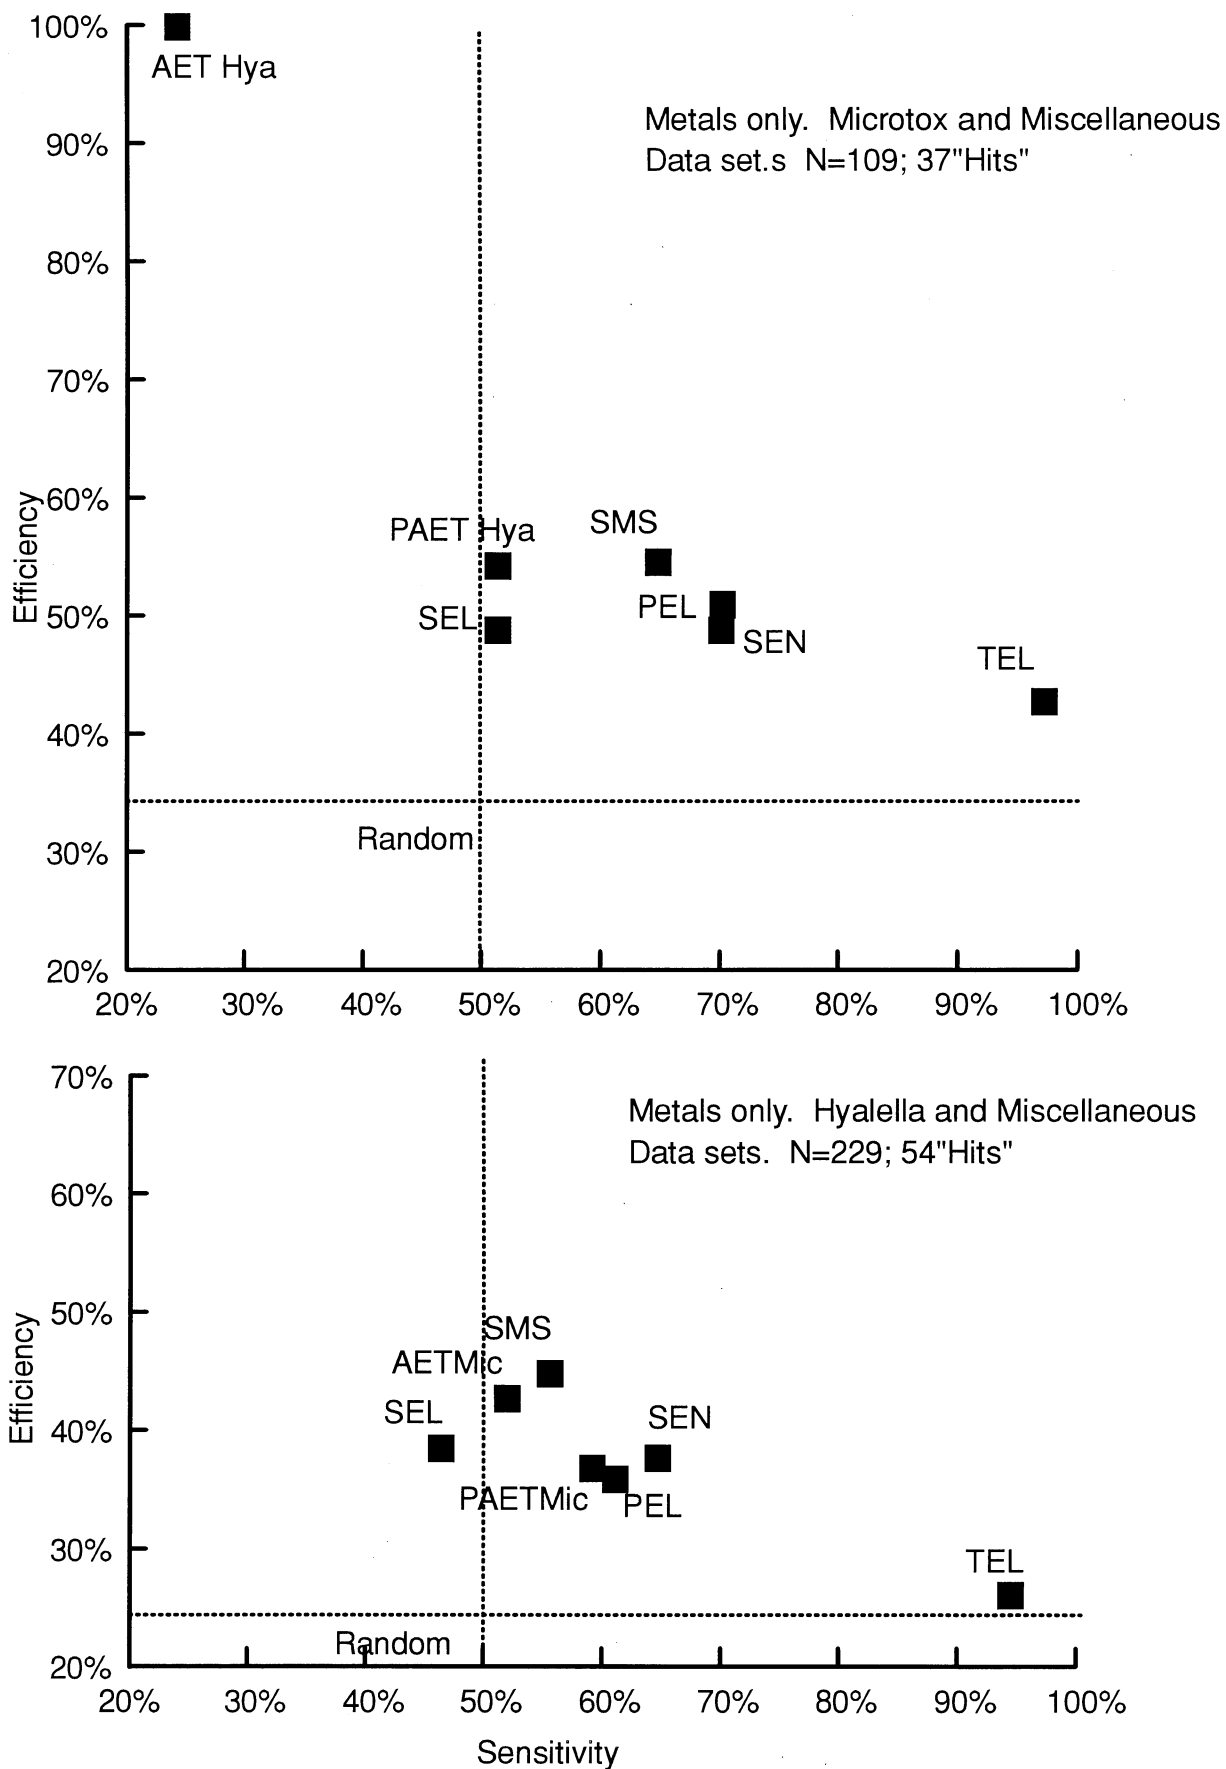 100%
AET Hya
Metals only. Microtox and Miscellaneous
Data set.s N=109; 37"Hits"
90%
80%
70%
60%
Efficiency
PAET Hya
SMS
50%
SEL
PEL
SEN
TEL
40%
Random
30%
20%
20% 30% 40% 50% 60% 70% 80% 90% 100%
70%
Metals only. Hyalella and Miscellaneous
Data sets. N=229; 54"Hits"
60%
50%
Efficiency
SMS
AETMic
SEL
SEN
40%
PAETMic
PEL
30%
TEL
Random
20%
20% 30% 40% 50% 60% 70% 80% 90% 100%
Sensitivity